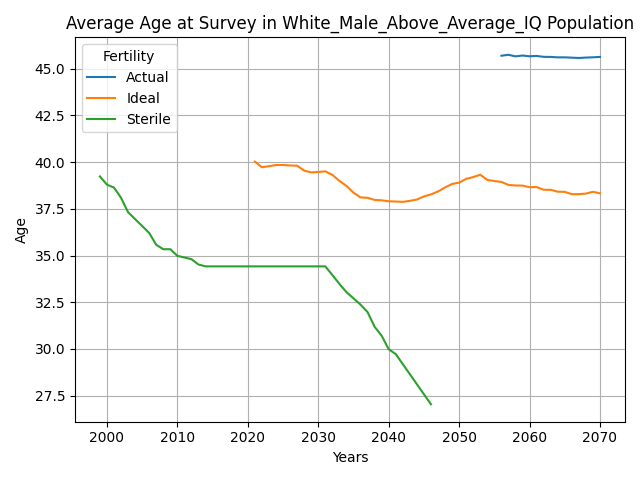 Average Age at Survey in White_Male_Above_Average_IQ Population
Fertility
Actual
Ideal
Sterile
45.0
42.5
40.0
37.5
35.0
32.5
30.0
27.5
Age
2000 2010 2020 2030 2040 2050 2060 2070
Years